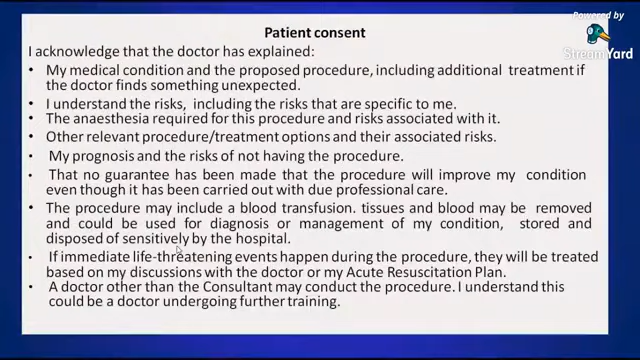 Powered by
StreamYard
Patient consent
I acknowledge that the doctor has explained:
• My medical condition and the proposed procedure, including additional treatment if
the doctor finds something unexpected.
• I understand the risks, including the risks that are specific to me.
• The anaesthesia required for this procedure and risks associated with it.
• Other relevant procedure/treatment options and their associated risks.
• My prognosis and the risks of not having the procedure.
• That no guarantee has been made that the procedure will improve my condition
even though it has been carried out with due professional care.
• The procedure may include a blood transfusion. tissues and blood may be removed
and could be used for diagnosis or management of my condition, stored and
disposed of sensitively by the hospital.
• If immediate life-threatening events happen during the procedure, they will be treated
based on my discussions with the doctor or my Acute Resuscitation Plan.
• A doctor other than the Consultant may conduct the procedure. I understand this
could be a doctor undergoing further training.